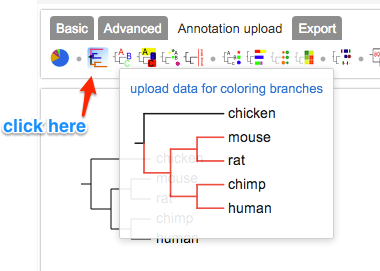 Basic Advanced Annotation upload Export
upload data for coloring branches
click here
chicken
mouse
rat
chimp
human
chicken
mouse
rat
chimp
human